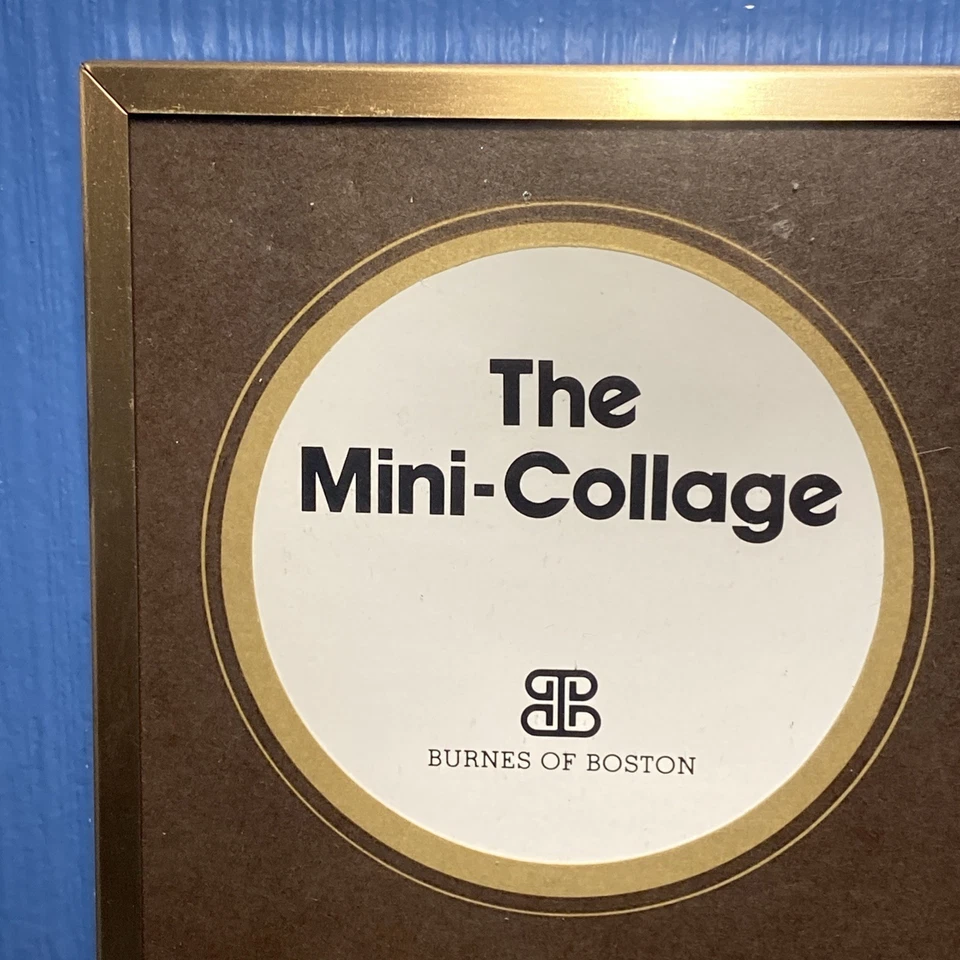 The
Mini-Collage
BURNES OF BOSTON